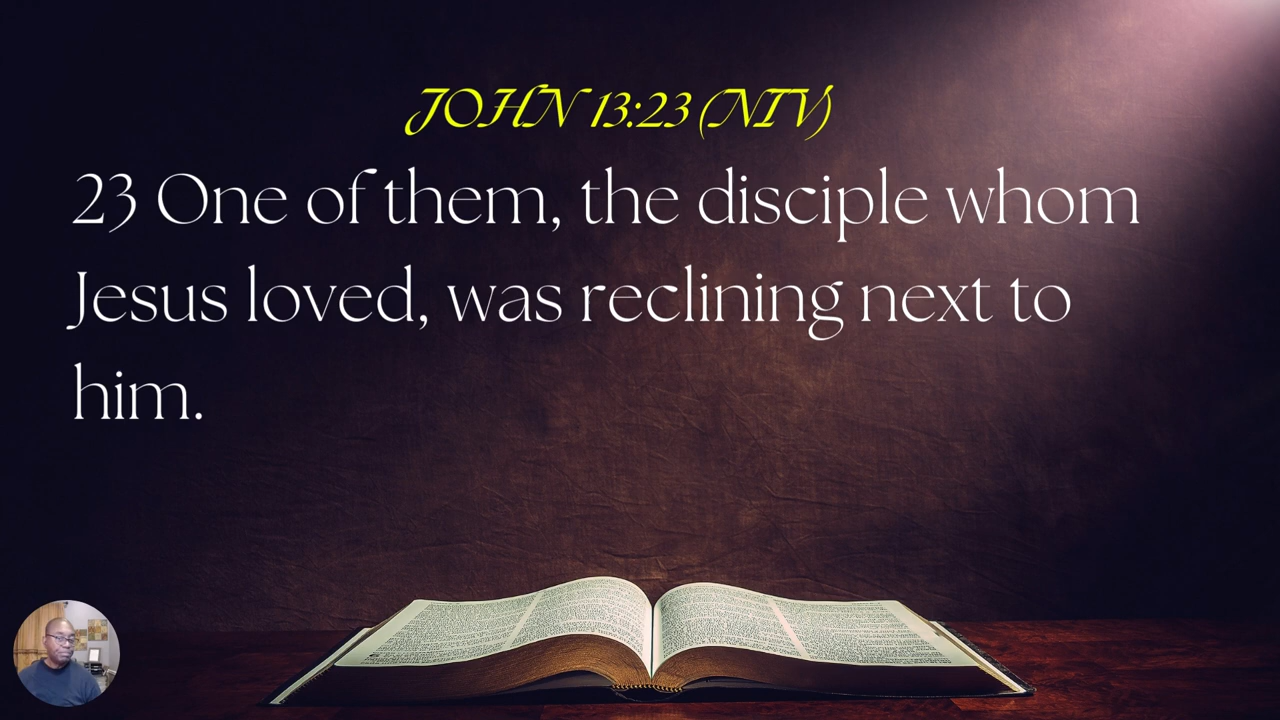 JOHN 13:23 (NIV)
23 One of them, the disciple whom
Jesus loved, was reclining next to
him.